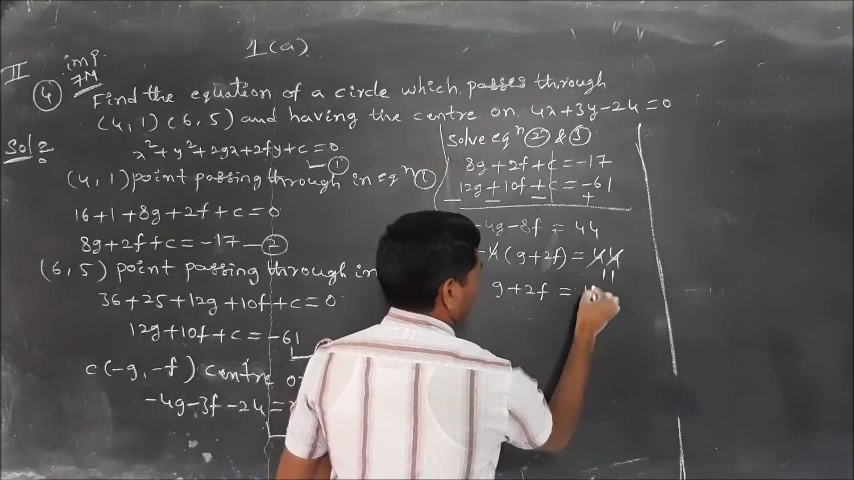 1(a)
II
imp
7M
4
Find the equation of a circle which passes through
(4,1) (6,5) and having the centre on 4x+3y-24=0
Sol:
x²+y²+2gx+2fy+c=0 —①
(4,1) point passing through in eqⁿ ①
16+1+8g+2f+c=0
8g+2f+c=-17 —②
(6,5) point passing through in
36+25+12g+10f+c=0
12g+10f+c=-61
c(-g,-f) centre
-4g-3f-24=
Solve eqⁿ ② & ③
8g+2f+c=-17
12g+10f+c=-61
- - - +
-4g-8f=44
-4(g+2f)=44
11
g+2f=